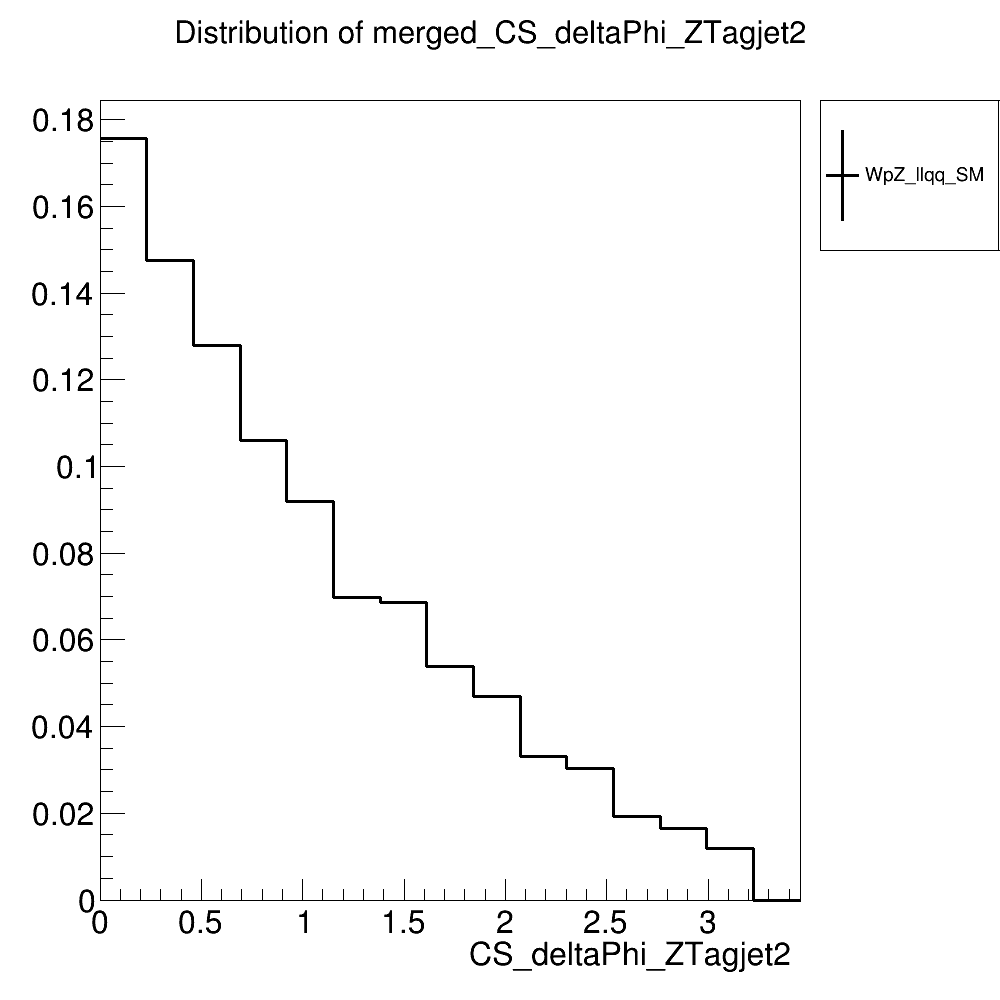 Distribution of merged_CS_deltaPhi_ZTagjet2
0.18
0.16
0.14
0.12
0.1
0.08
0.06
0.04
0.02
0
WpZ_llqq_SM
0 0.5 1 1.5 2 2.5 3
CS_deltaPhi_ZTagjet2